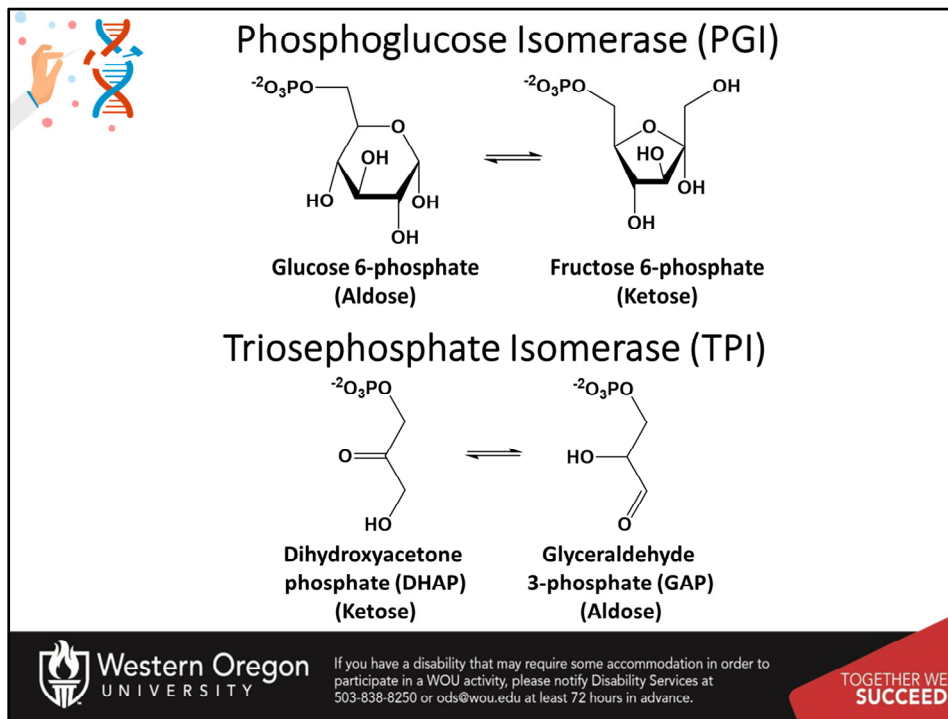 Phosphoglucose Isomerase (PGI)
-2O3PO
O
OH
HO
OH
OH
-2O3PO
OH
O
HO
OH
OH
Glucose 6-phosphate
(Aldose)
Fructose 6-phosphate
(Ketose)
Triosephosphate Isomerase (TPI)
-2O3PO
O
HO
-2O3PO
HO
O
Dihydroxyacetone
phosphate (DHAP)
(Ketose)
Glyceraldehyde
3-phosphate (GAP)
(Aldose)
Western Oregon
UNIVERSITY
If you have a disability that may require some accommodation in order to
participate in a WOU activity, please notify Disability Services at
503-838-8250 or ods@wou.edu at least 72 hours in advance.
TOGETHER WE
SUCCEED